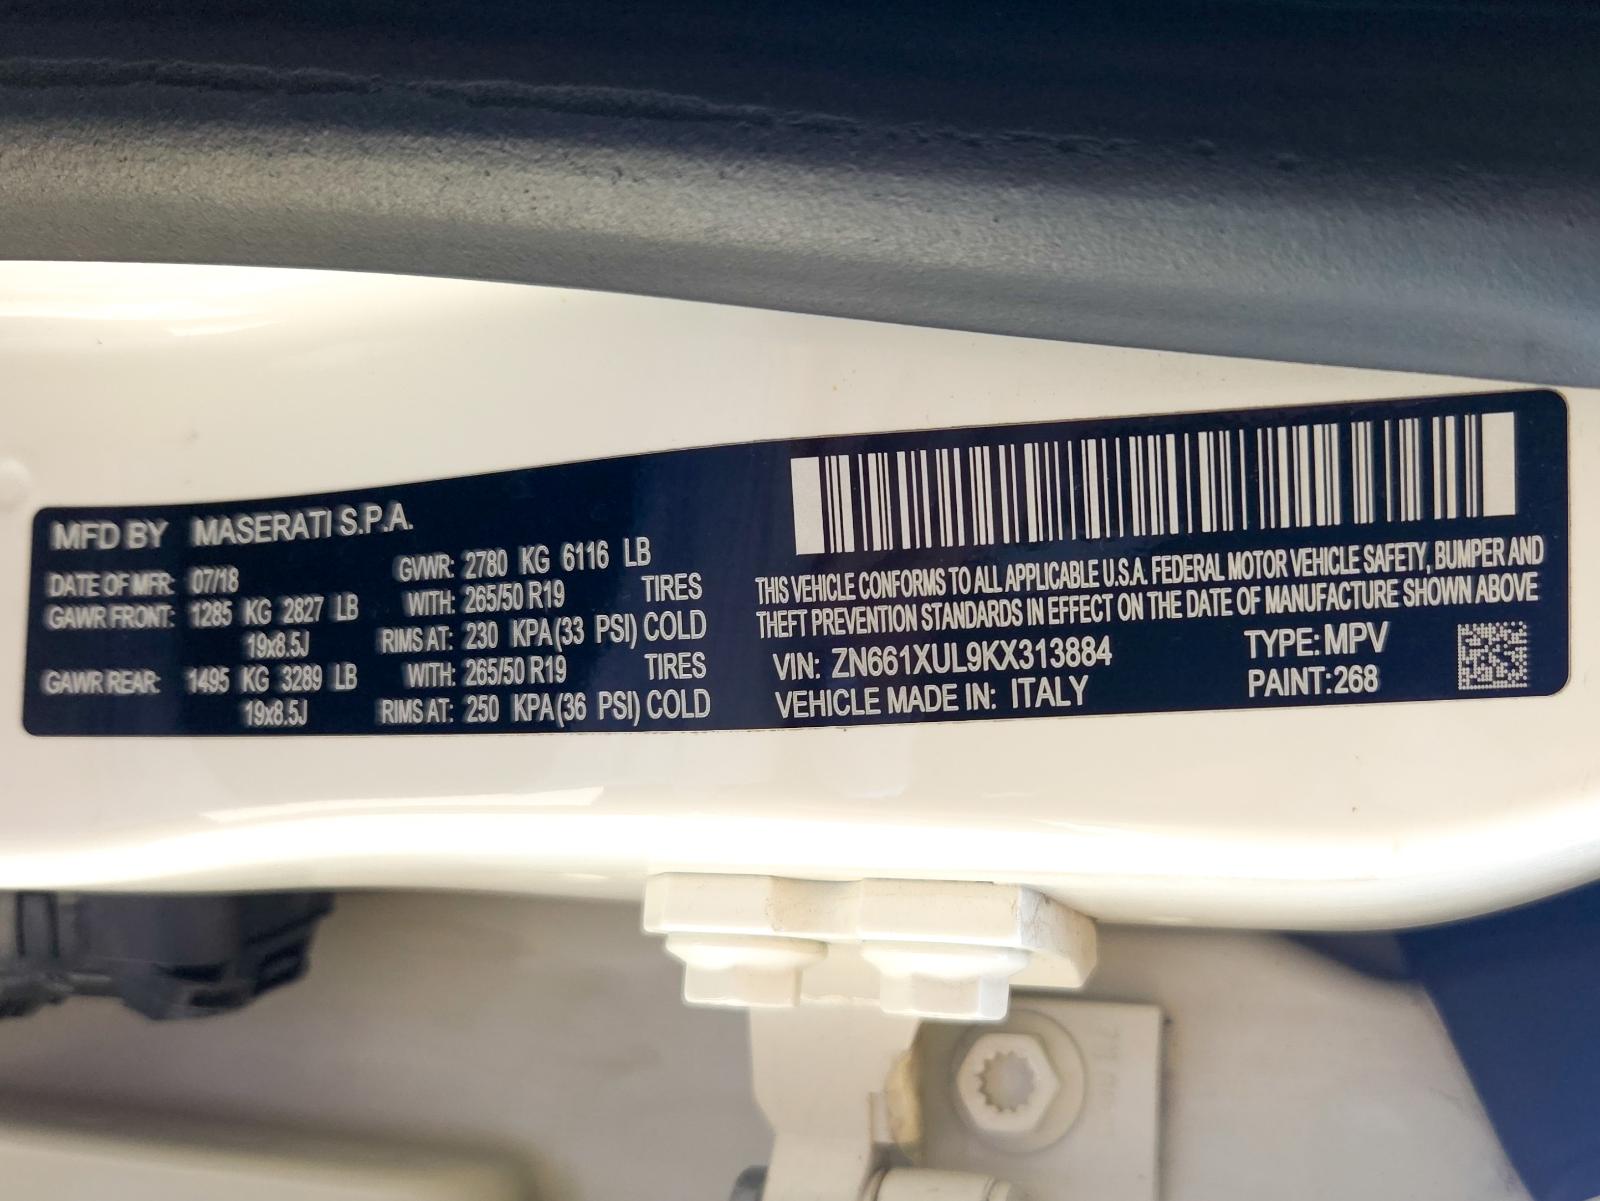 MFD BY MASERATI S.P.A.
DATE OF MFR: 07/18 GVWR: 2780 KG 6116 LB
GAWR FRONT: 1285 KG 2827 LB WITH: 265/50 R19 TIRES
19x8.5J RIMS AT: 230 KPA(33 PSI) COLD
GAWR REAR: 1495 KG 3289 LB WITH: 265/50 R19 TIRES
19x8.5J RIMS AT: 250 KPA(36 PSI) COLD
THIS VEHICLE CONFORMS TO ALL APPLICABLE U.S.A. FEDERAL MOTOR VEHICLE SAFETY, BUMPER AND
THEFT PREVENTION STANDARDS IN EFFECT ON THE DATE OF MANUFACTURE SHOWN ABOVE
VIN: ZN661XUL9KX313884 TYPE: MPV
VEHICLE MADE IN: ITALY PAINT:268